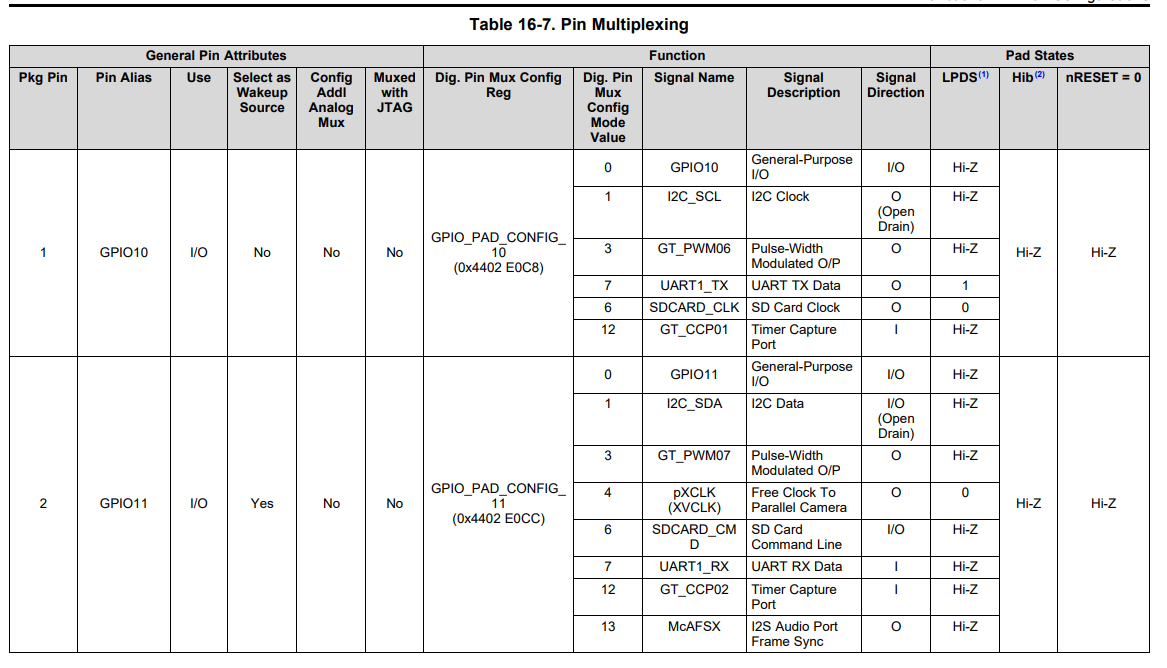 Table 16-7. Pin Multiplexing
General Pin Attributes Function Pad States
Pkg Pin Pin Alias Use Select as Wakeup Source Config Addl Analog Mux Muxed with JTAG Dig. Pin Mux Config Reg Dig. Pin Mux Config Mode Value Signal Name Signal Description Signal Direction LPDS(1) Hib(2) nRESET = 0
1 GPIO10 I/O No No No GPIO_PAD_CONFIG_10 (0x4402 E0C8) Hi-Z Hi-Z
0 GPIO10 General-Purpose I/O I/O Hi-Z
1 I2C_SCL I2C Clock O (Open Drain) Hi-Z
3 GT_PWM06 Pulse-Width Modulated O/P O Hi-Z
7 UART1_TX UART TX Data O 1
6 SDCARD_CLK SD Card Clock O 0
12 GT_CCP01 Timer Capture Port I Hi-Z
2 GPIO11 I/O Yes No No GPIO_PAD_CONFIG_11 (0x4402 E0CC) Hi-Z Hi-Z
0 GPIO11 General-Purpose I/O I/O Hi-Z
1 I2C_SDA I2C Data I/O (Open Drain) Hi-Z
3 GT_PWM07 Pulse-Width Modulated O/P O Hi-Z
4 pXCLK (XVCLK) Free Clock To Parallel Camera O 0
6 SDCARD_CMD SD Card Command Line I/O Hi-Z
7 UART1_RX UART RX Data I Hi-Z
12 GT_CCP02 Timer Capture Port I Hi-Z
13 McAFSX I2S Audio Port Frame Sync O Hi-Z